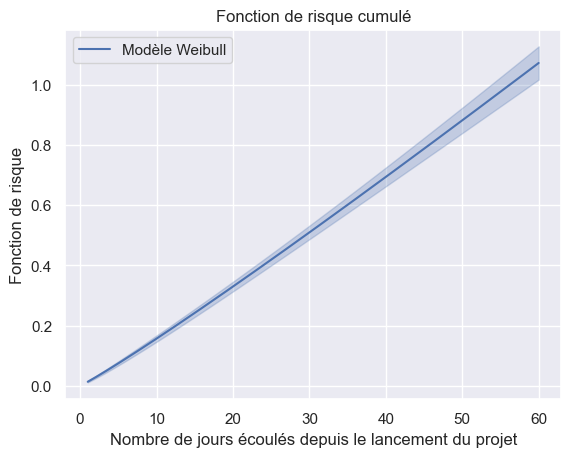 Fonction de risque cumulé
Modèle Weibull
1.0
0.8
0.6
0.4
0.2
0.0
Fonction de risque
0 10 20 30 40 50 60
Nombre de jours écoulés depuis le lancement du projet